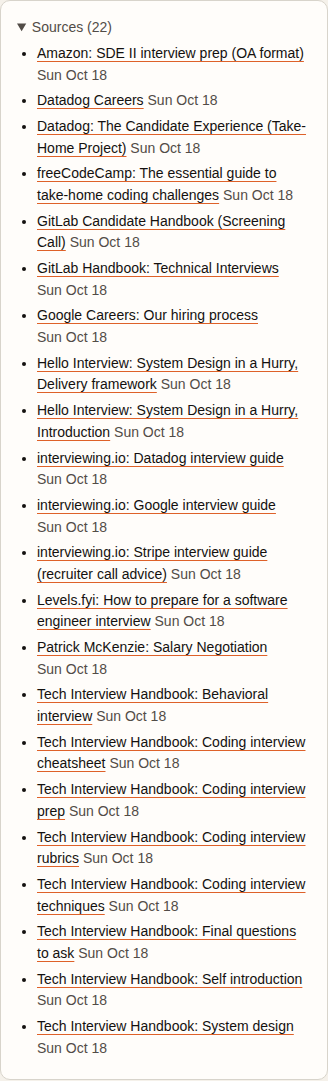 ▼ Sources (22)
• Amazon: SDE II interview prep (OA format)
Sun Oct 18
• Datadog Careers Sun Oct 18
• Datadog: The Candidate Experience (Take-
Home Project) Sun Oct 18
• freeCodeCamp: The essential guide to
take-home coding challenges Sun Oct 18
• GitLab Candidate Handbook (Screening
Call) Sun Oct 18
• GitLab Handbook: Technical Interviews
Sun Oct 18
• Google Careers: Our hiring process
Sun Oct 18
• Hello Interview: System Design in a Hurry,
Delivery framework Sun Oct 18
• Hello Interview: System Design in a Hurry,
Introduction Sun Oct 18
• interviewing.io: Datadog interview guide
Sun Oct 18
• interviewing.io: Google interview guide
Sun Oct 18
• interviewing.io: Stripe interview guide
(recruiter call advice) Sun Oct 18
• Levels.fyi: How to prepare for a software
engineer interview Sun Oct 18
• Patrick McKenzie: Salary Negotiation
Sun Oct 18
• Tech Interview Handbook: Behavioral
interview Sun Oct 18
• Tech Interview Handbook: Coding interview
cheatsheet Sun Oct 18
• Tech Interview Handbook: Coding interview
prep Sun Oct 18
• Tech Interview Handbook: Coding interview
rubrics Sun Oct 18
• Tech Interview Handbook: Coding interview
techniques Sun Oct 18
• Tech Interview Handbook: Final questions
to ask Sun Oct 18
• Tech Interview Handbook: Self introduction
Sun Oct 18
• Tech Interview Handbook: System design
Sun Oct 18